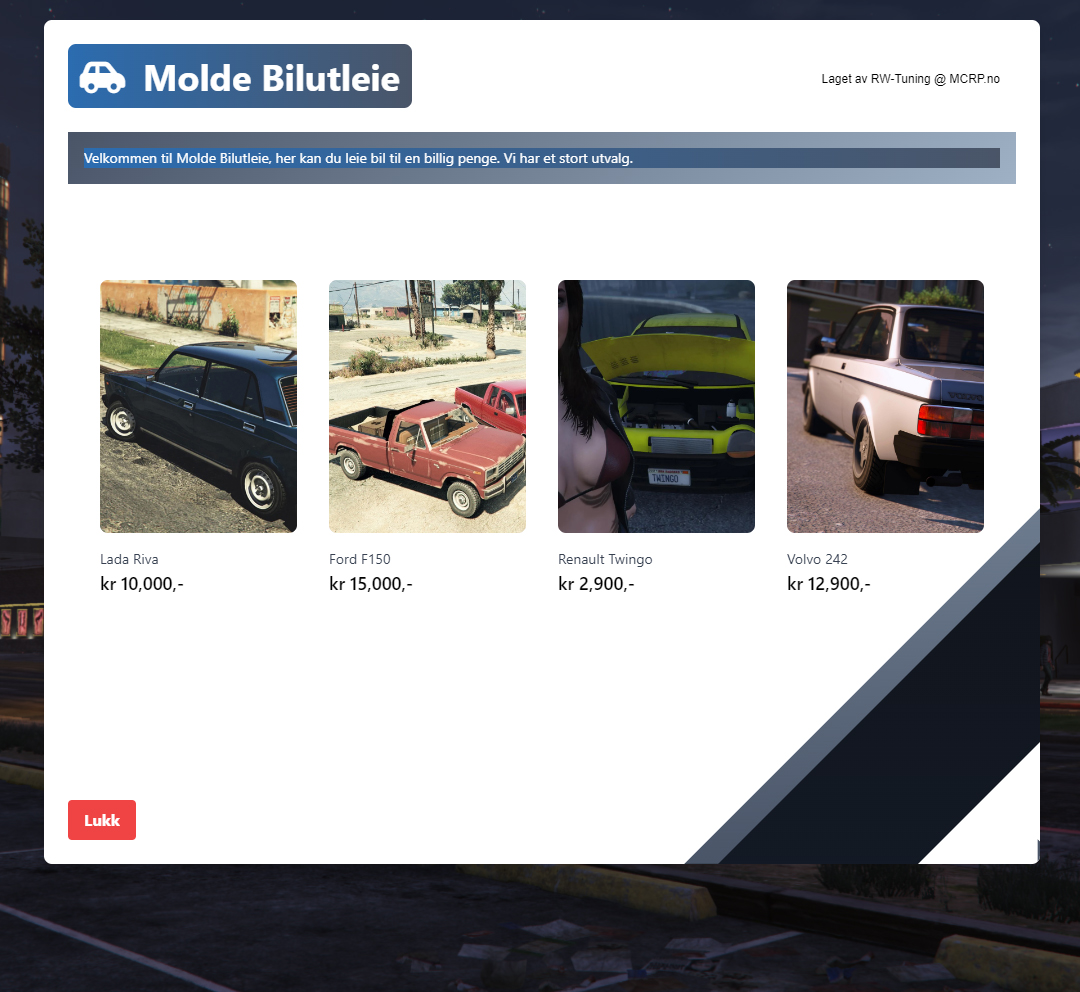 Molde Bilutleie
Laget av RW-Tuning @ MCRP.no
Velkommen til Molde Bilutleie, her kan du leie bil til en billig penge. Vi har et stort utvalg.
TWINGO
VOLVO
Lada Riva
Ford F150
Renault Twingo
Volvo 242
kr 10,000,-
kr 15,000,-
kr 2,900,-
kr 12,900,-
Lukk